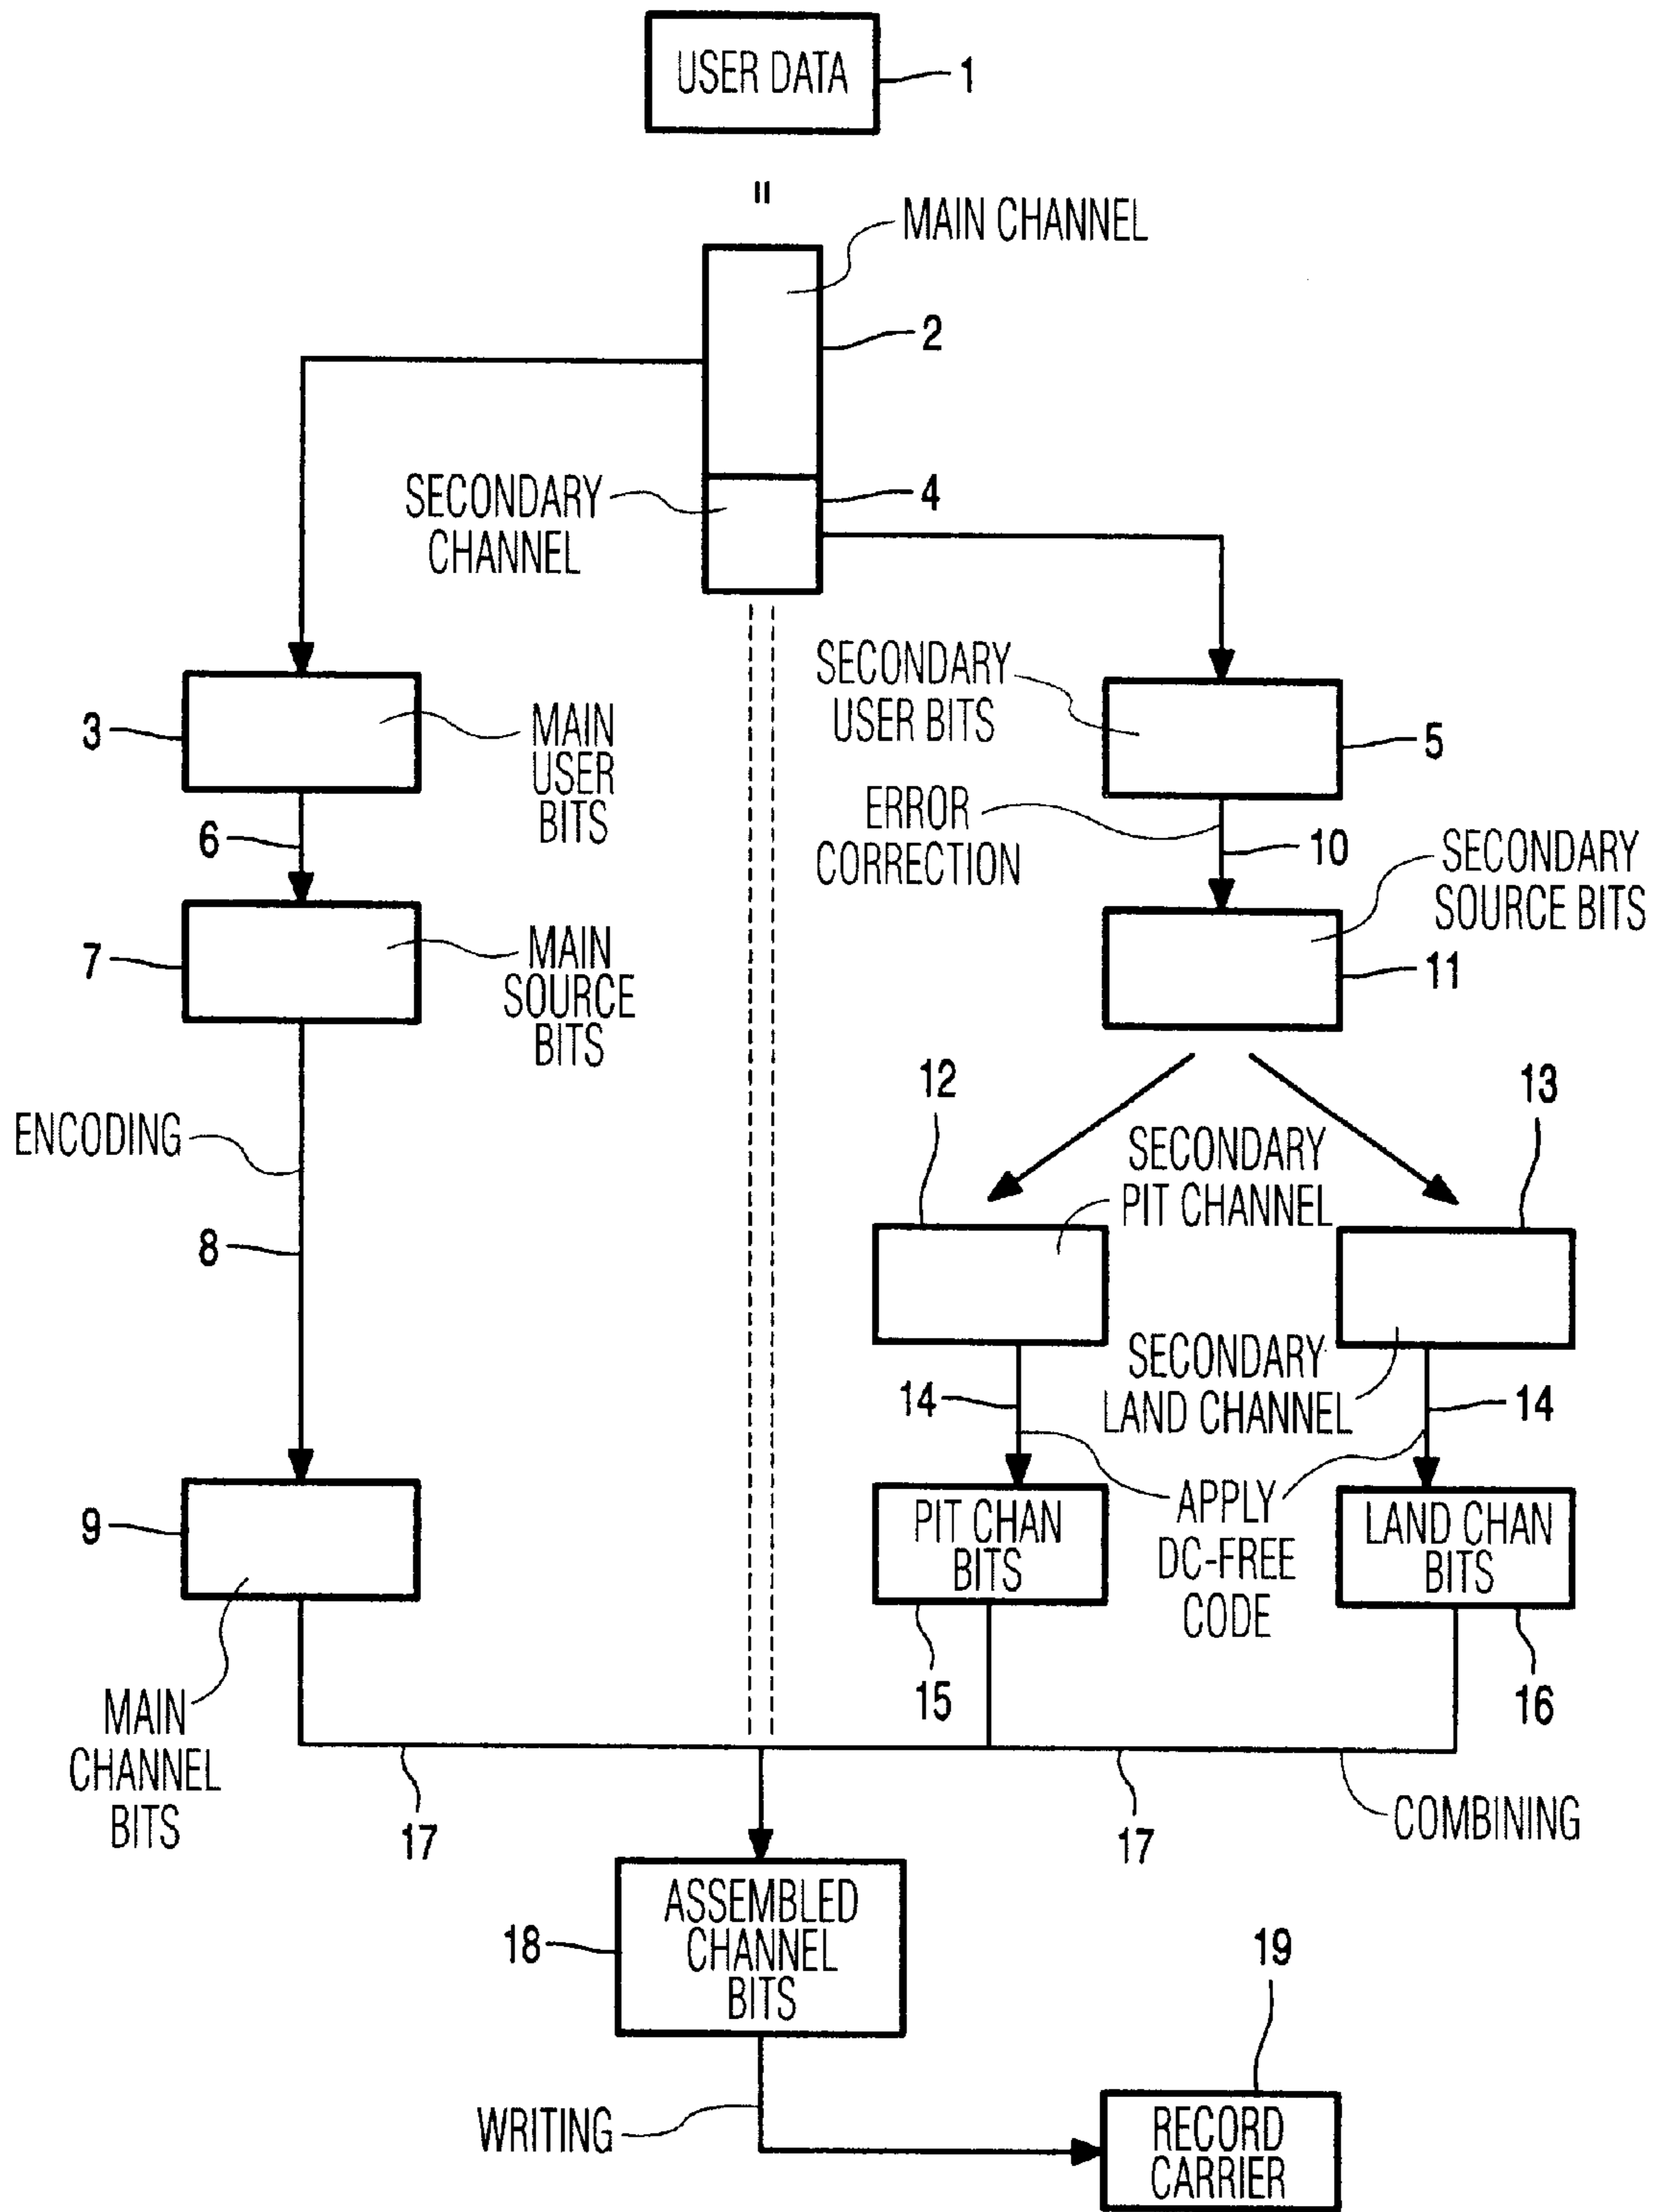 USER DATA
1
=
MAIN CHANNEL
2
SECONDARY
CHANNEL
4
3
MAIN
USER
BITS
SECONDARY
USER BITS
5
6
ERROR
CORRECTION
10
SECONDARY
SOURCE BITS
7
MAIN
SOURCE
BITS
11
12
13
ENCODING
SECONDARY
PIT CHANNEL
8
SECONDARY
LAND CHANNEL
14
14
9
PIT CHAN
BITS
APPLY
DC-FREE
CODE
LAND CHAN
BITS
15
16
MAIN
CHANNEL
BITS
17
17
COMBINING
ASSEMBLED
CHANNEL
BITS
18
19
WRITING
RECORD
CARRIER